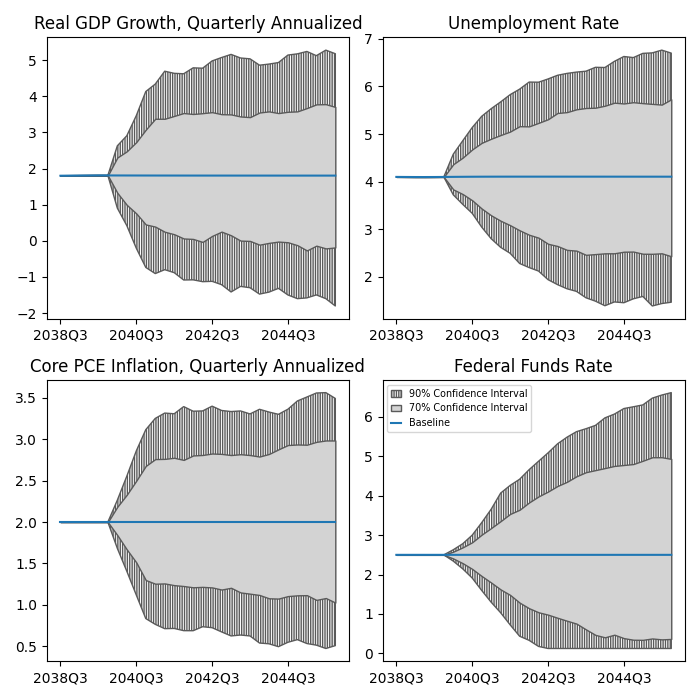 Real GDP Growth, Quarterly Annualized
5
4
3
2
1
0
−1
−2
2038Q3 2040Q3 2042Q3 2044Q3
Unemployment Rate
7
6
5
4
3
2
2038Q3 2040Q3 2042Q3 2044Q3
Core PCE Inflation, Quarterly Annualized
3.5
3.0
2.5
2.0
1.5
1.0
0.5
2038Q3 2040Q3 2042Q3 2044Q3
Federal Funds Rate
90% Confidence Interval
70% Confidence Interval
Baseline
6
5
4
3
2
1
0
2038Q3 2040Q3 2042Q3 2044Q3